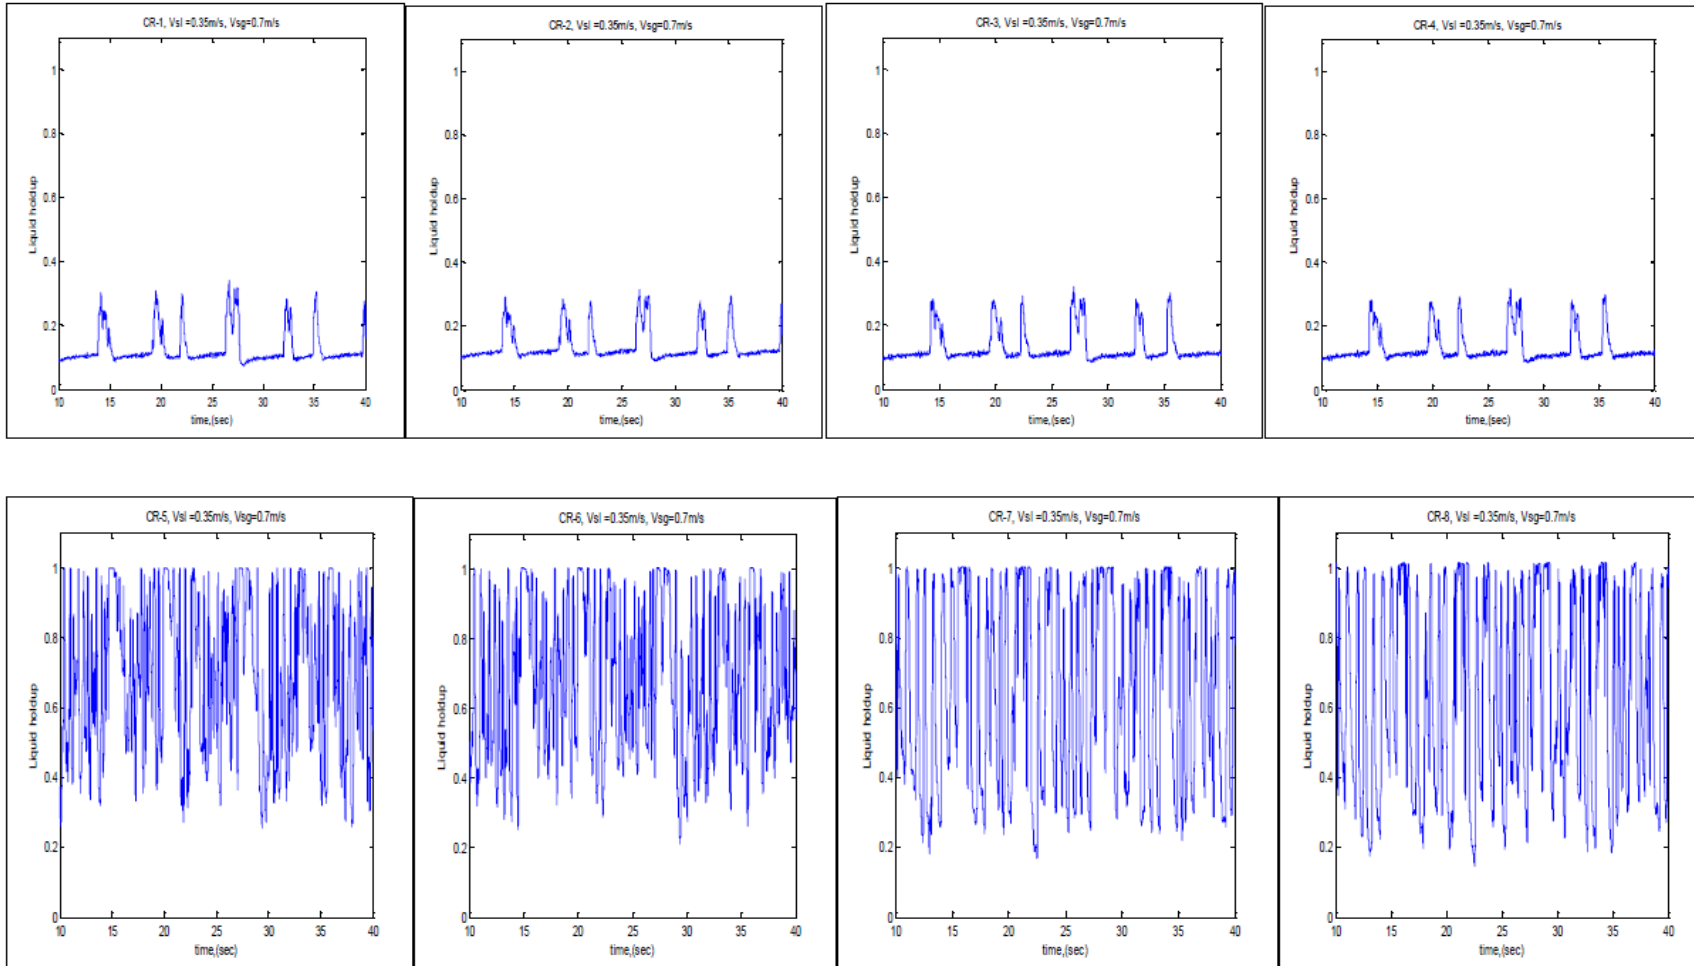 CR-1, Vsl =0.35m/s, Vsg=0.7m/s
1
0.8
0.6
0.4
0.2
0
Liquid holdup
10 15 20 25 30 35 40
time,(sec)
CR-2, Vsl =0.35m/s, Vsg=0.7m/s
1
0.8
0.6
0.4
0.2
0
Liquid holdup
10 15 20 25 30 35 40
time,(sec)
CR-3, Vsl =0.35m/s, Vsg=0.7m/s
1
0.8
0.6
0.4
0.2
0
Liquid holdup
10 15 20 25 30 35 40
time,(sec)
CR-4, Vsl =0.35m/s, Vsg=0.7m/s
1
0.8
0.6
0.4
0.2
0
Liquid holdup
10 15 20 25 30 35 40
time,(sec)
CR-5, Vsl =0.35m/s, Vsg=0.7m/s
1
0.8
0.6
0.4
0.2
0
Liquid holdup
10 15 20 25 30 35 40
time,(sec)
CR-6, Vsl =0.35m/s, Vsg=0.7m/s
1
0.8
0.6
0.4
0.2
0
Liquid holdup
10 15 20 25 30 35 40
time,(sec)
CR-7, Vsl =0.35m/s, Vsg=0.7m/s
1
0.8
0.6
0.4
0.2
0
Liquid holdup
10 15 20 25 30 35 40
time,(sec)
CR-8, Vsl =0.35m/s, Vsg=0.7m/s
1
0.8
0.6
0.4
0.2
0
Liquid holdup
10 15 20 25 30 35 40
time,(sec)